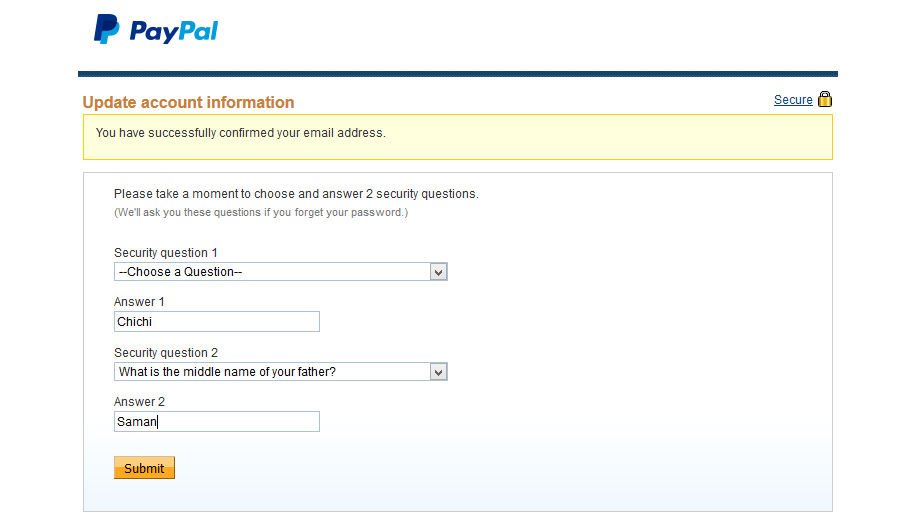 PayPal
Update account information
Secure
You have successfully confirmed your email address.
Please take a moment to choose and answer 2 security questions.
(We'll ask you these questions if you forget your password.)
Security question 1
--Choose a Question--
Answer 1
Chichi
Security question 2
What is the middle name of your father?
Answer 2
Saman
Submit